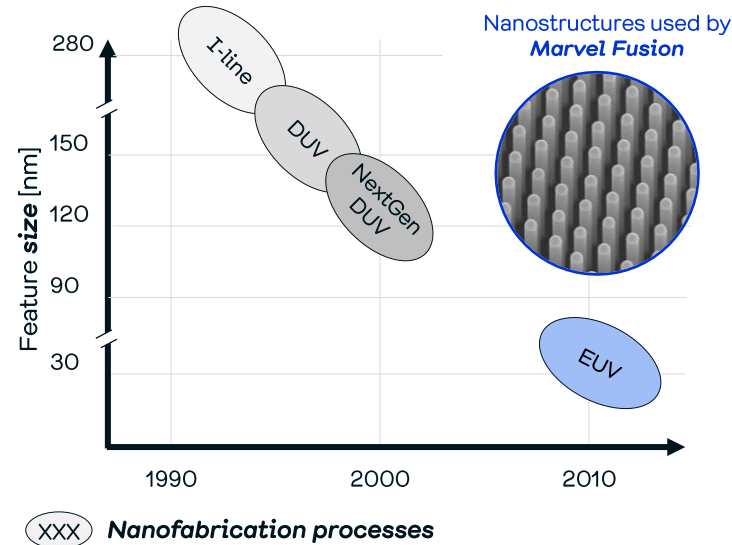 Nanostructures used by
Marvel Fusion
Feature size [nm]
280
150
120
90
30
I-line
DUV
NextGen
DUV
EUV
1990
2000
2010
XXX
Nanofabrication processes